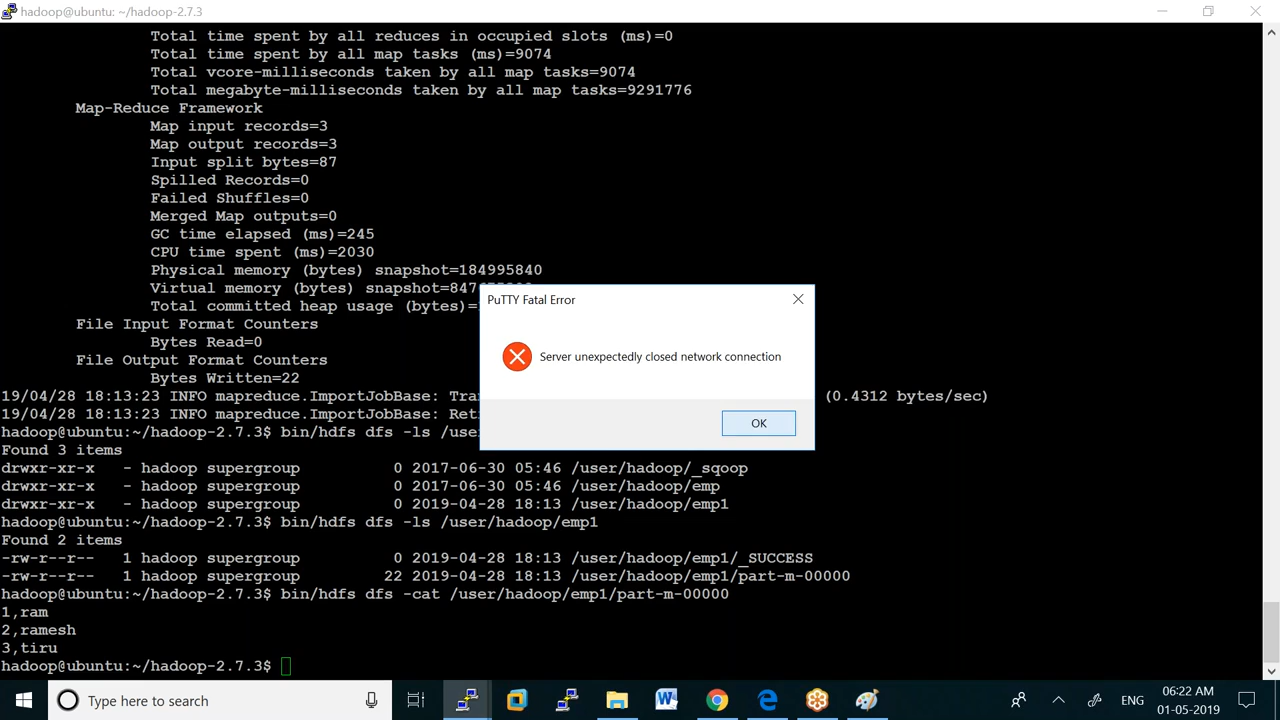 hadoop@ubuntu: ~/hadoop-2.7.3
Total time spent by all reduces in occupied slots (ms)=0
Total time spent by all map tasks (ms)=9074
Total vcore-milliseconds taken by all map tasks=9074
Total megabyte-milliseconds taken by all map tasks=9291776
Map-Reduce Framework
Map input records=3
Map output records=3
Input split bytes=87
Spilled Records=0
Failed Shuffles=0
Merged Map outputs=0
GC time elapsed (ms)=245
CPU time spent (ms)=2030
Physical memory (bytes) snapshot=184995840
Virtual memory (bytes)
Total committed heap usage (bytes)=
File Input Format Counters
Bytes Read=0
File Output Format Counters
Bytes Written=22
19/04/28 18:13:23 INFO mapreduce.ImportJobBase: Tra (0.4312 bytes/sec)
19/04/28 18:13:23 INFO mapreduce.ImportJobBase: Ret
hadoop@ubuntu:~/hadoop-2.7.3$ bin/hdfs dfs -ls /use
Found 3 items
drwxr-xr-x - hadoop supergroup 0 2017-06-30 05:46 /user/hadoop/_sqoop
drwxr-xr-x - hadoop supergroup 0 2017-06-30 05:46 /user/hadoop/emp
drwxr-xr-x - hadoop supergroup 0 2019-04-28 18:13 /user/hadoop/emp1
hadoop@ubuntu:~/hadoop-2.7.3$ bin/hdfs dfs -ls /user/hadoop/emp1
Found 2 items
-rw-r--r-- 1 hadoop supergroup 0 2019-04-28 18:13 /user/hadoop/emp1/_SUCCESS
-rw-r--r-- 1 hadoop supergroup 22 2019-04-28 18:13 /user/hadoop/emp1/part-m-00000
hadoop@ubuntu:~/hadoop-2.7.3$ bin/hdfs dfs -cat /user/hadoop/emp1/part-m-00000
1,ram
2,ramesh
3,tiru
hadoop@ubuntu:~/hadoop-2.7.3$
PuTTY Fatal Error
Server unexpectedly closed network connection
OK
Type here to search
ENG
06:22 AM
01-05-2019